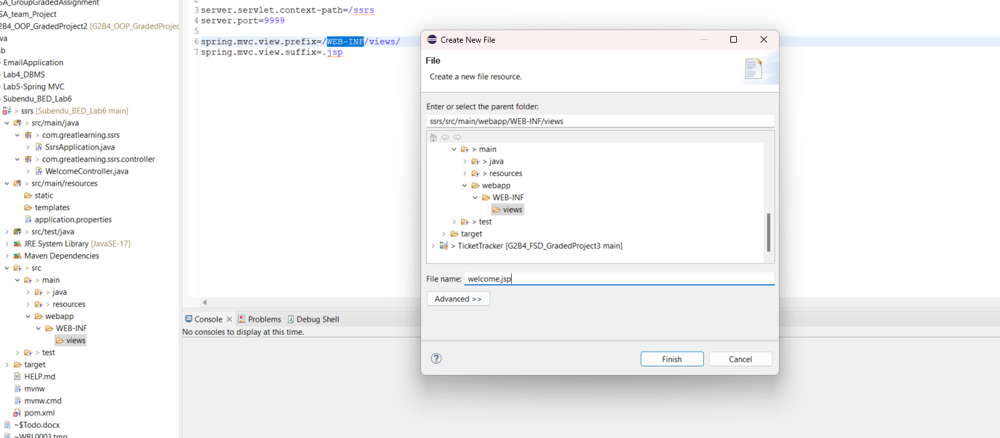 SA_GroupGradedAssignment
SA_team_Project
2B4_OOP_GradedProject2 [G2B4_OOP_GradedProjec
va
b
EmailApplication
Lab4_DBMS
Lab5-Spring MVC
Subendu_BED_Lab6
> ssrs [Subendu_BED_Lab6 main]
> src/main/java
> com.greatlearning.ssrs
> SsrsApplication.java
> com.greatlearning.ssrs.controller
> WelcomeController.java
> src/main/resources
static
templates
application.properties
> src/test/java
JRE System Library [JavaSE-17]
Maven Dependencies
> src
> main
> java
> resources
webapp
WEB-INF
views
> test
target
HELP.md
mvnw
mvnw.cmd
pom.xml
~$Todo.docx
~WRL0003.tmp
2
3 server.servlet.context-path=/ssrs
4 server.port=9999
5
6 spring.mvc.view.prefix=/WEB-INF/views/
7 spring.mvc.view.suffix=.jsp
Console
Problems
Debug Shell
No consoles to display at this time.
Create New File
File
Create a new file resource.
Enter or select the parent folder:
ssrs/src/main/webapp/WEB-INF/views
> main
> java
> resources
webapp
WEB-INF
views
> test
target
> TicketTracker [G2B4_FSD_GradedProject3 main]
File name: welcome.jsp
Advanced >>
?
Finish
Cancel